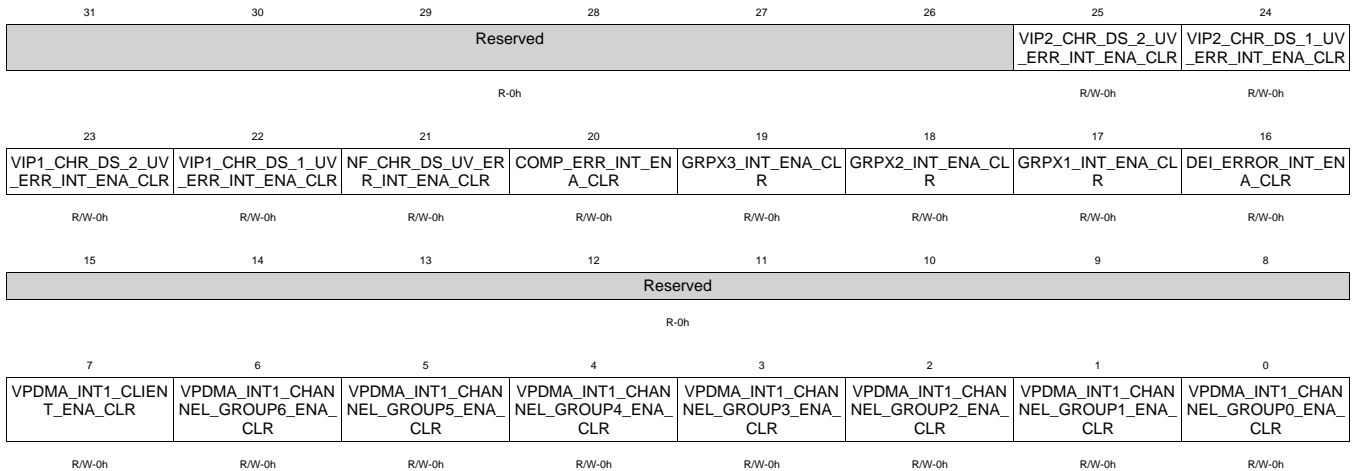 31 30 29 28 27 26 25 24
Reserved VIP2_CHR_DS_2_UV VIP2_CHR_DS_1_UV
_ERR_INT_ENA_CLR _ERR_INT_ENA_CLR
R-0h R/W-0h R/W-0h
23 22 21 20 19 18 17 16
VIP1_CHR_DS_2_UV VIP1_CHR_DS_1_UV NF_CHR_DS_UV_ER COMP_ERR_INT_EN GRPX3_INT_ENA_CL GRPX2_INT_ENA_CL GRPX1_INT_ENA_CL DEI_ERROR_INT_EN
_ERR_INT_ENA_CLR _ERR_INT_ENA_CLR R_INT_ENA_CLR A_CLR R R R A_CLR
R/W-0h R/W-0h R/W-0h R/W-0h R/W-0h R/W-0h R/W-0h R/W-0h
15 14 13 12 11 10 9 8
Reserved
R-0h
7 6 5 4 3 2 1 0
VPDMA_INT1_CLIEN VPDMA_INT1_CHAN VPDMA_INT1_CHAN VPDMA_INT1_CHAN VPDMA_INT1_CHAN VPDMA_INT1_CHAN VPDMA_INT1_CHAN VPDMA_INT1_CHAN
T_ENA_CLR NEL_GROUP6_ENA_ NEL_GROUP5_ENA_ NEL_GROUP4_ENA_ NEL_GROUP3_ENA_ NEL_GROUP2_ENA_ NEL_GROUP1_ENA_ NEL_GROUP0_ENA_
CLR CLR CLR CLR CLR CLR CLR
R/W-0h R/W-0h R/W-0h R/W-0h R/W-0h R/W-0h R/W-0h R/W-0h